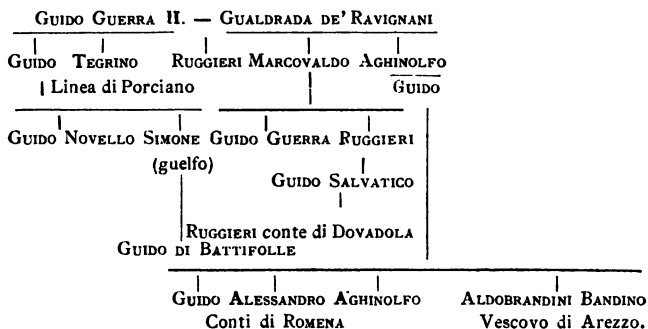 Guido Guerra II. — Gualdrada de' Ravignani
Guido Tegrino Ruggieri Marcovaldo Aghinolfo
Linea di Porciano Guido
Guido Novello Simone Guido Guerra Ruggieri
(guelfo)
Guido Salvatico
Ruggieri conte di Dovadola
Guido di Battifolle
Guido Alessandro Aghinolfo Aldobrandini Bandino
Conti di Romena Vescovo di Arezzo.